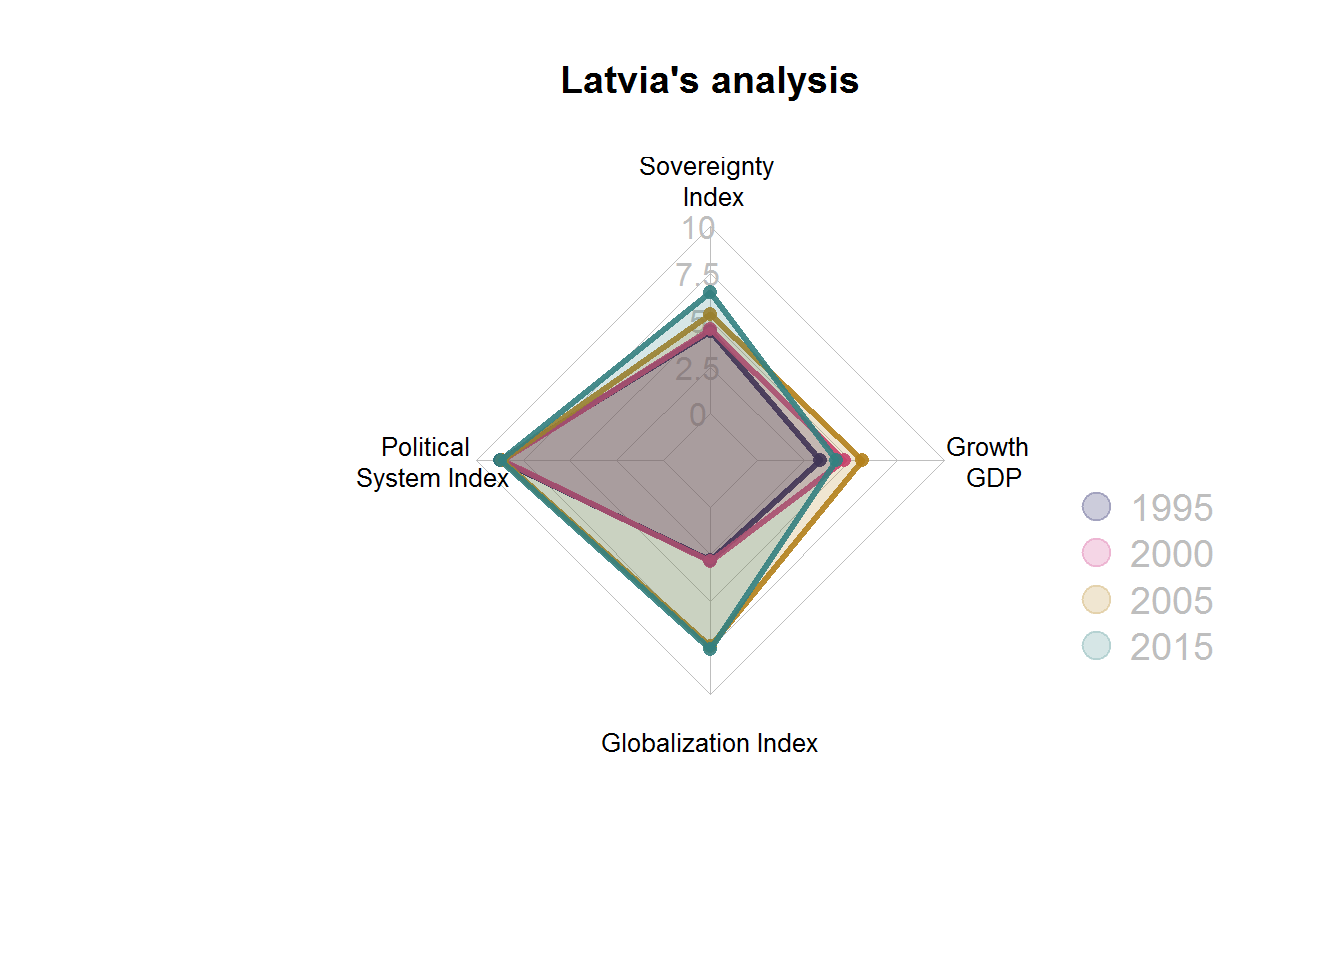 Latvia's analysis
Sovereignty
Index
10
7.5
5
2.5
0
Political
System Index
Growth
GDP
1995
2000
2005
2015
Globalization Index